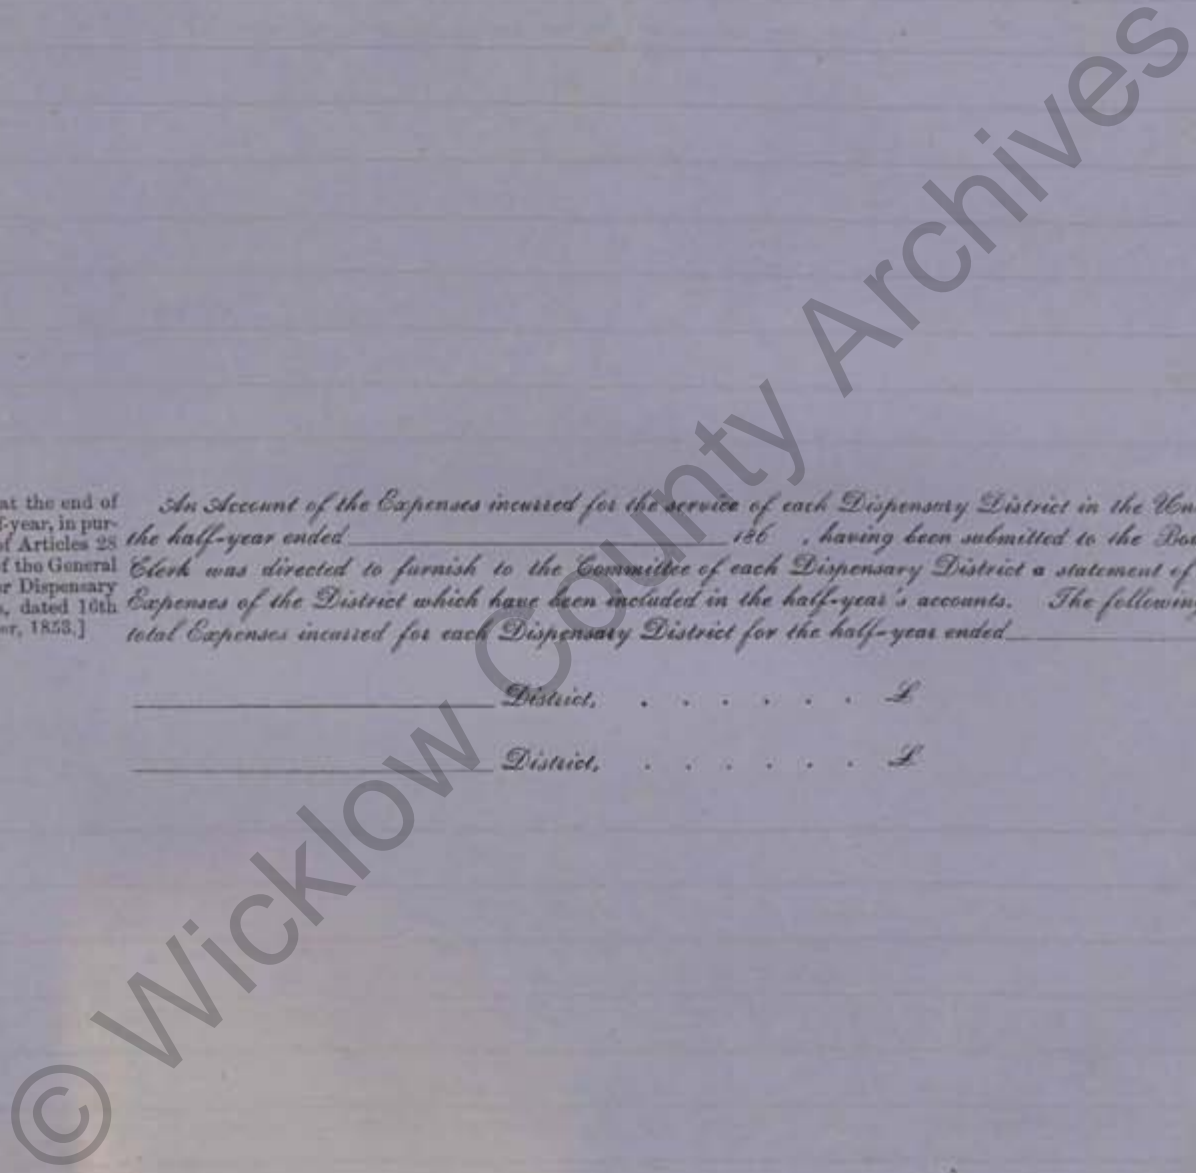 at the end of
f-year, in pur-
of Articles 28
of the General
or Dispensary
s, dated 16th
er, 1853.]
An Account of the Expenses incurred for the service of each Dispensary District in the Un
the half-year ended 186 , having been submitted to the Boa
Clerk was directed to furnish to the Committee of each Dispensary District a statement of
Expenses of the District which have been included in the half-year's accounts. The following
total Expenses incurred for each Dispensary District for the half-year ended
District, . . . . . . £
District, . . . . . . £
© Wicklow County Archives